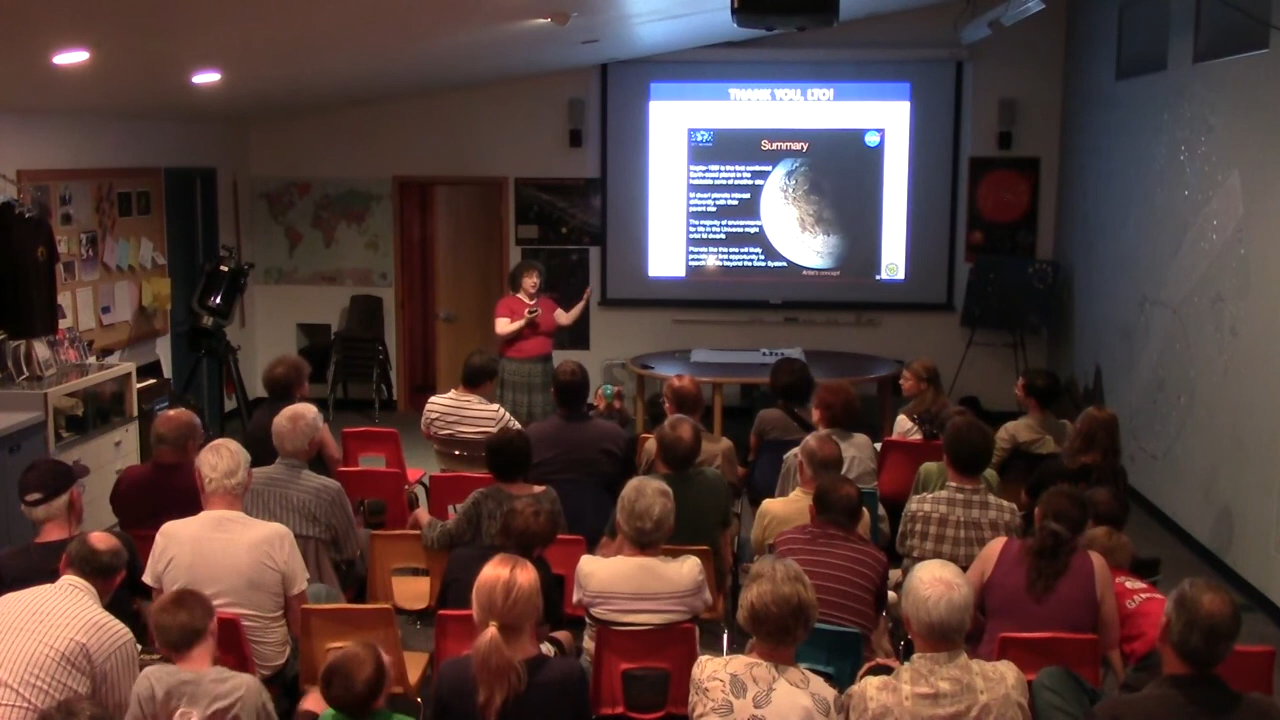 THANK YOU, LTO!
Summary
Kepler-186f is the first confirmed
Earth-sized planet in the
habitable zone of another star
M dwarf planets interact
differently with their
parent star
The majority of environments
for life in the Universe might
orbit M dwarfs
Planets like this one will likely
provide our first opportunity to
search for life beyond the Solar System.
Artist's concept
LTO